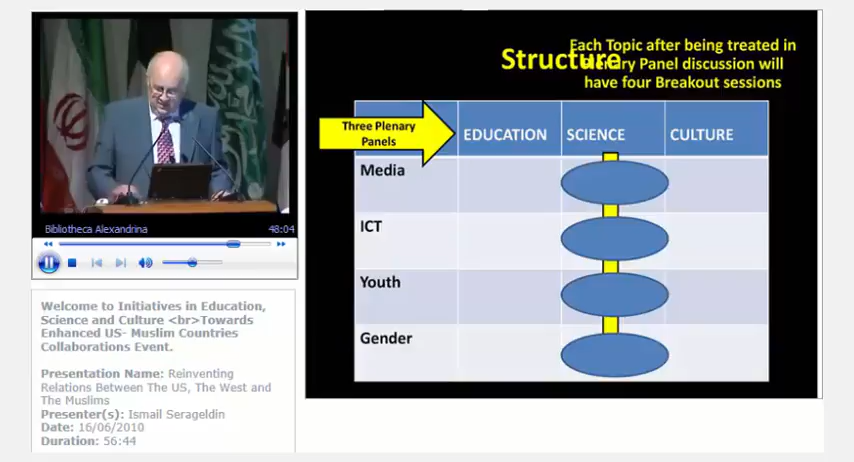 Bibliotheca Alexandrina 48:04
Welcome to Initiatives in Education,
Science and Culture <br>Towards
Enhanced US- Muslim Countries
Collaborations Event.
Presentation Name: Reinventing
Relations Between The US, The West and
The Muslims
Presenter(s): Ismail Serageldin
Date: 16/06/2010
Duration: 56:44
Structure
Each Topic after being treated in
Plenary Panel discussion will
have four Breakout sessions
Three Plenary
Panels
EDUCATION SCIENCE CULTURE
Media
ICT
Youth
Gender